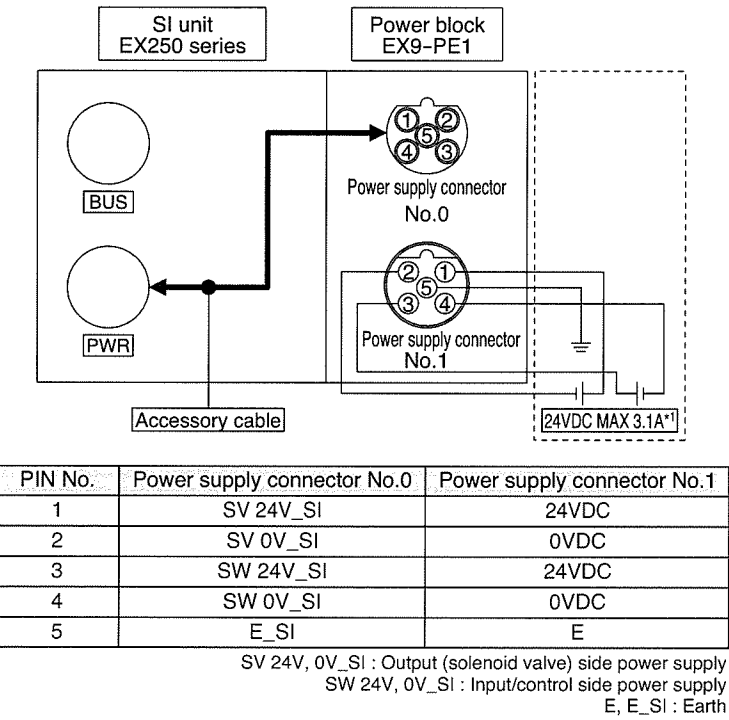 SI unit
EX250 series
Power block
EX9-PE1
BUS
PWR
1 2
5
4 3
Power supply connector
No.0
2 1
5
3 4
Power supply connector
No.1
Accessory cable
24VDC MAX 3.1A*1
PIN No. Power supply connector No.0 Power supply connector No.1
1 SV 24V_SI 24VDC
2 SV 0V_SI 0VDC
3 SW 24V_SI 24VDC
4 SW 0V_SI 0VDC
5 E_SI E
SV 24V, 0V_SI : Output (solenoid valve) side power supply
SW 24V, 0V_SI : Input/control side power supply
E, E_SI : Earth